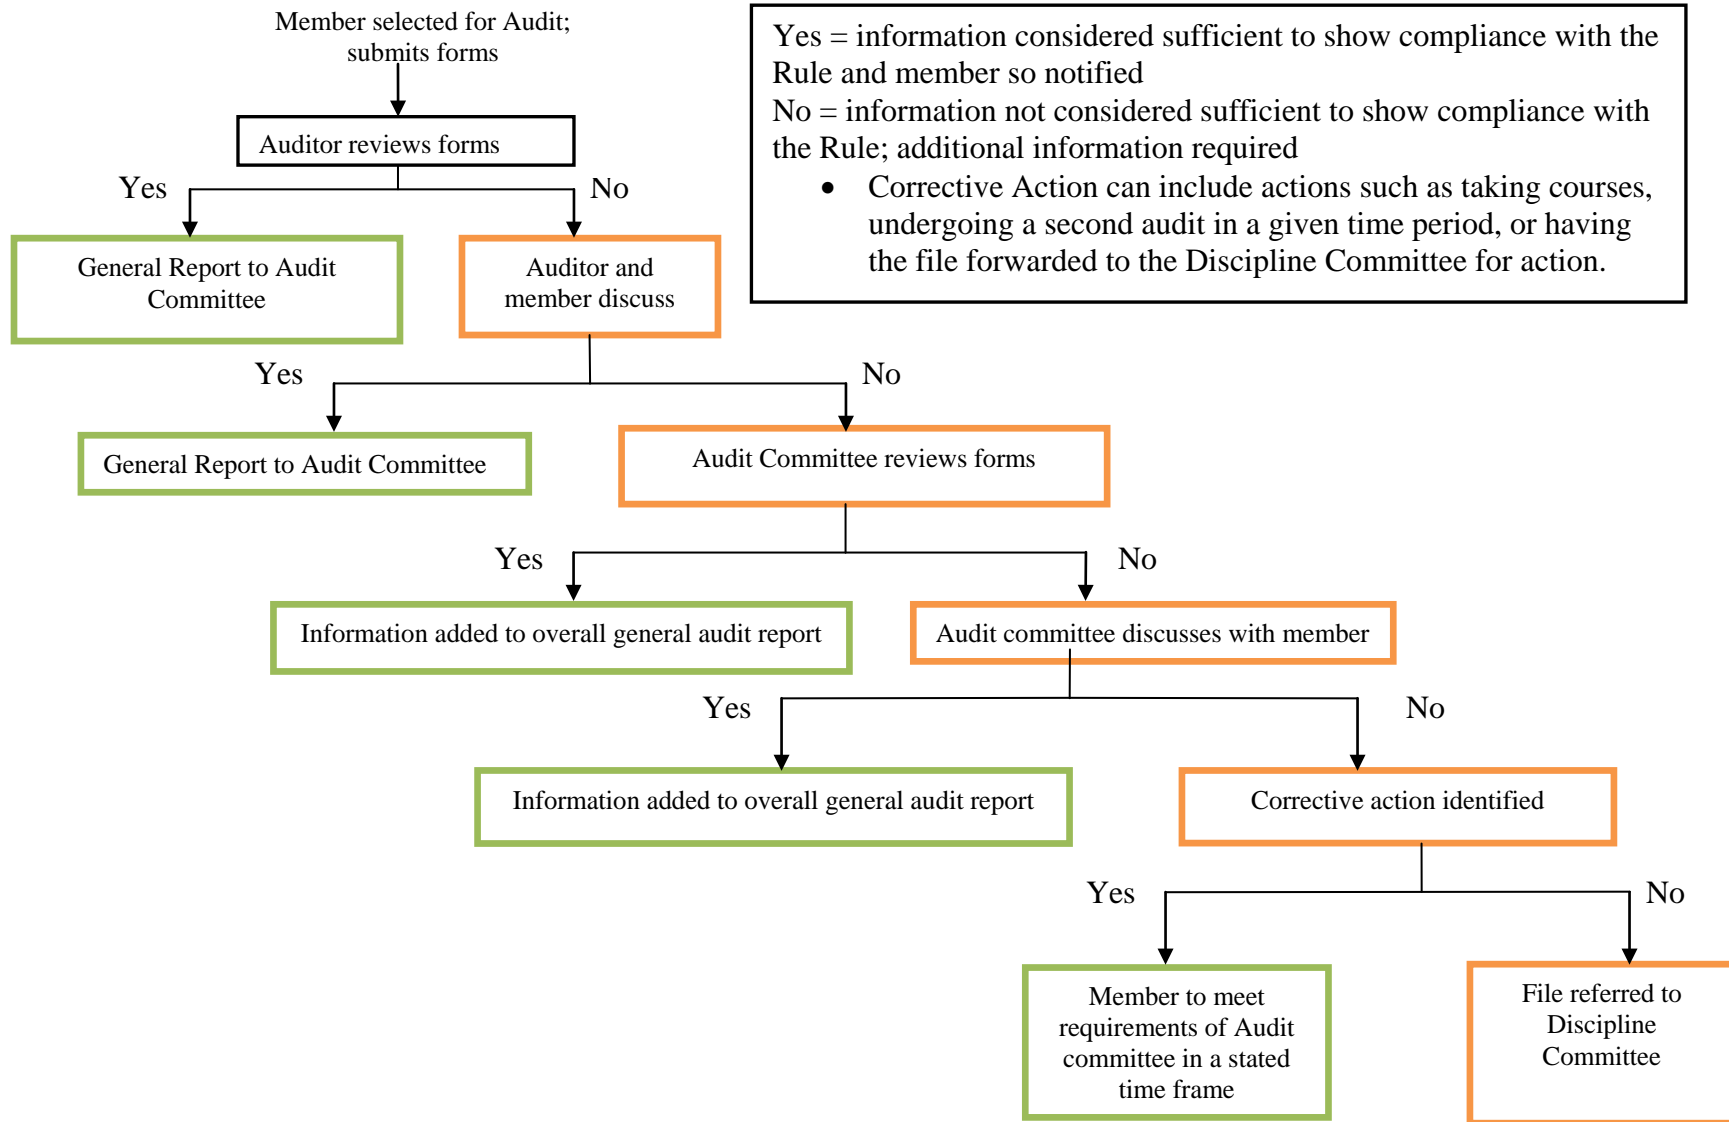 Member selected for Audit;
submits forms
Yes = information considered sufficient to show compliance with the
Rule and member so notified
No = information not considered sufficient to show compliance with
the Rule; additional information required
• Corrective Action can include actions such as taking courses,
undergoing a second audit in a given time period, or having
the file forwarded to the Discipline Committee for action.
Auditor reviews forms
Yes
No
General Report to Audit
Committee
Auditor and
member discuss
Yes
No
General Report to Audit Committee
Audit Committee reviews forms
Yes
No
Information added to overall general audit report
Audit committee discusses with member
Yes
No
Information added to overall general audit report
Corrective action identified
Yes
No
Member to meet
requirements of Audit
committee in a stated
time frame
File referred to
Discipline
Committee